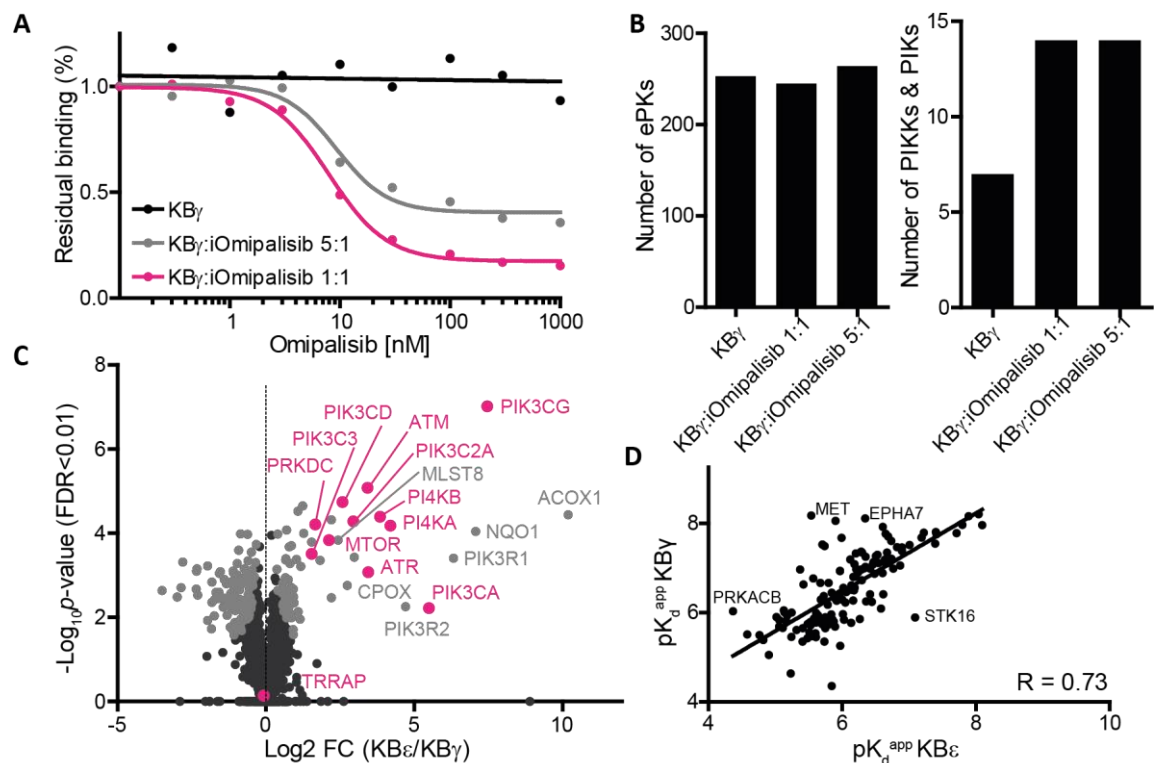 A
Residual binding (%)
1.0
0.5
0.0
KBγ
KBγ:iOmipalisib 5:1
KBγ:iOmipalisib 1:1
1
10
100
1000
Omipalisib [nM]
B
Number of ePKs
300
200
100
0
KBγ
KBγ:iOmipalisib 1:1
KBγ:iOmipalisib 5:1
Number of PIKKs & PIKs
15
10
5
0
KBγ
KBγ:iOmipalisib 1:1
KBγ:iOmipalisib 5:1
C
-Log10p-value (FDR<0.01)
8
6
4
2
0
PIK3CD
ATM
PIK3CG
PIK3C3
PIK3C2A
PRKDC
MLST8
PI4KB
ACOX1
PI4KA
NQO1
MTOR
PIK3R1
ATR
CPOX
PIK3CA
PIK3R2
TRRAP
-5
0
5
10
Log2 FC (KBε/KBγ)
D
pKdapp KBγ
8
6
4
MET
EPHA7
PRKACB
STK16
R = 0.73
4
6
8
10
pKdapp KBε